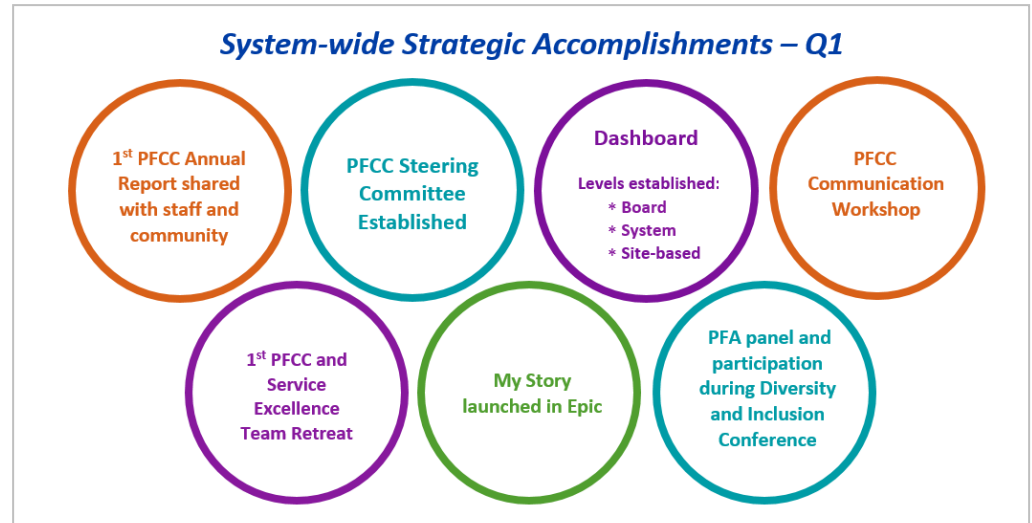 System-wide Strategic Accomplishments – Q1
1st PFCC Annual
Report shared
with staff and
community
PFCC Steering
Committee
Established
Dashboard
Levels established:
* Board
* System
* Site-based
PFCC
Communication
Workshop
1st PFCC and
Service
Excellence
Team Retreat
My Story
launched in Epic
PFA panel and
participation
during Diversity
and Inclusion
Conference